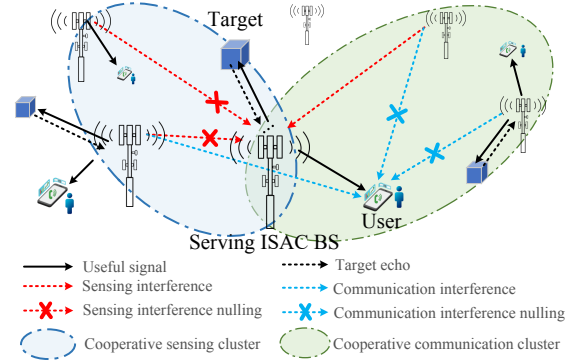 Target
User
Serving ISAC BS
Useful signal
Target echo
Sensing interference
Communication interference
Sensing interference nulling
Communication interference nulling
Cooperative sensing cluster
Cooperative communication cluster